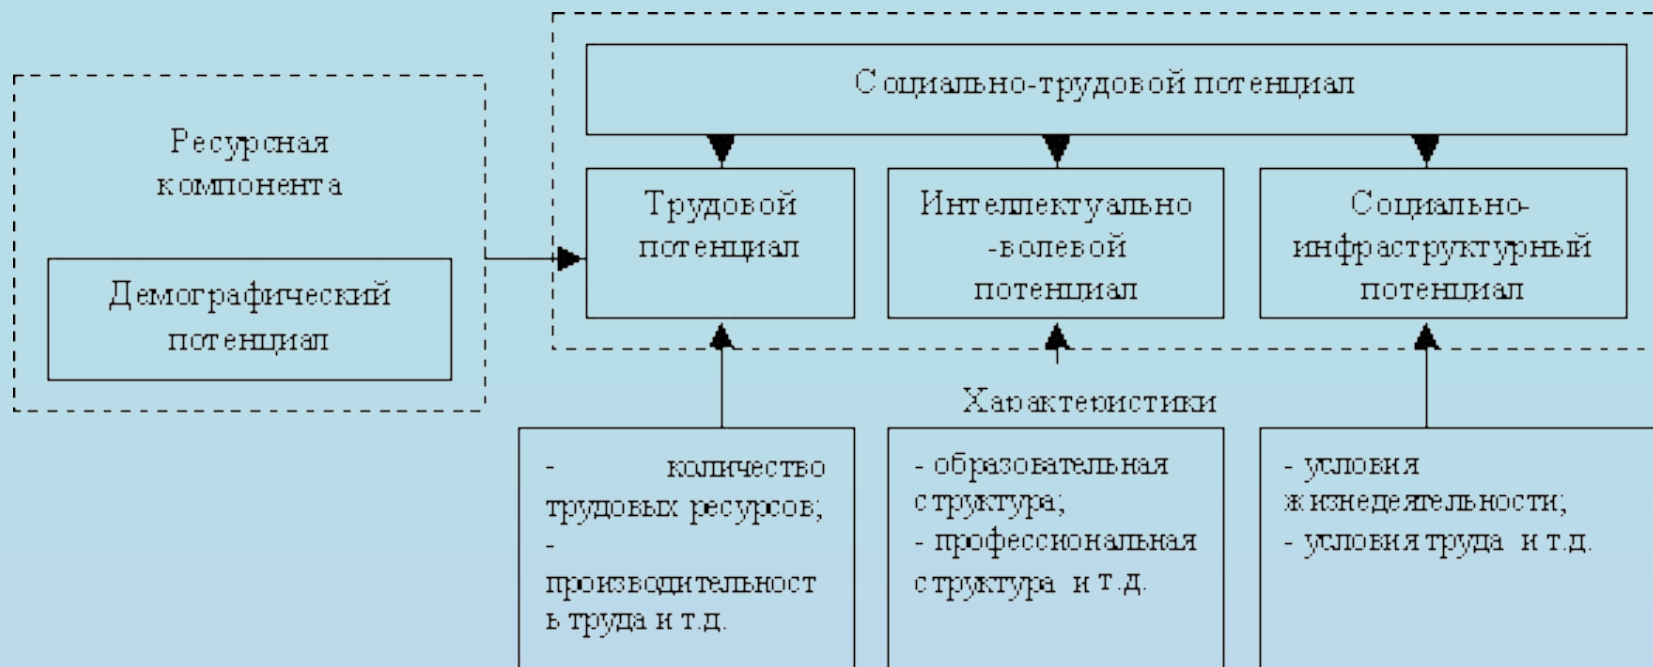 Социально-трудовой потенциал
Ресурсная
компонента
Демографический
потенциал
Трудовой
потенциал
Интеллектуально
-волевой
потенциал
Социально-
инфраструктурный
потенциал
Характеристики
- количество
трудовых ресурсов;
-
производительност
ь труда и т.д.
- образовательная
структура;
- профессиональная
структура и т.д.
- условия
жизнедеятельности;
- условия труда и т.д.